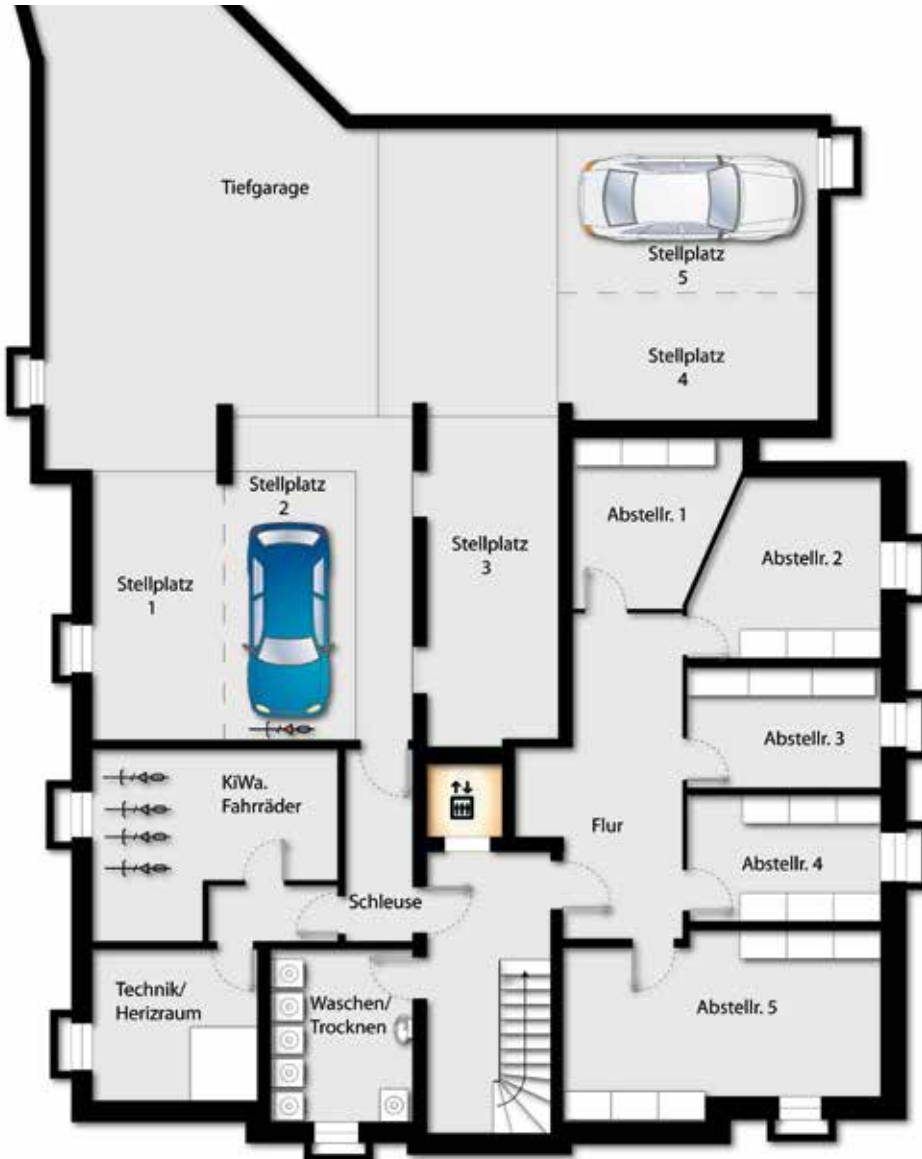 Tiefgarage
Stellplatz
5
Stellplatz
4
Stellplatz
2
Stellplatz
3
Stellplatz
1
Abstellr. 1
Abstellr. 2
Abstellr. 3
KiWa.
Fahrräder
Flur
Abstellr. 4
Schleuse
Technik/
Herizraum
Waschen/
Trocknen
Abstellr. 5